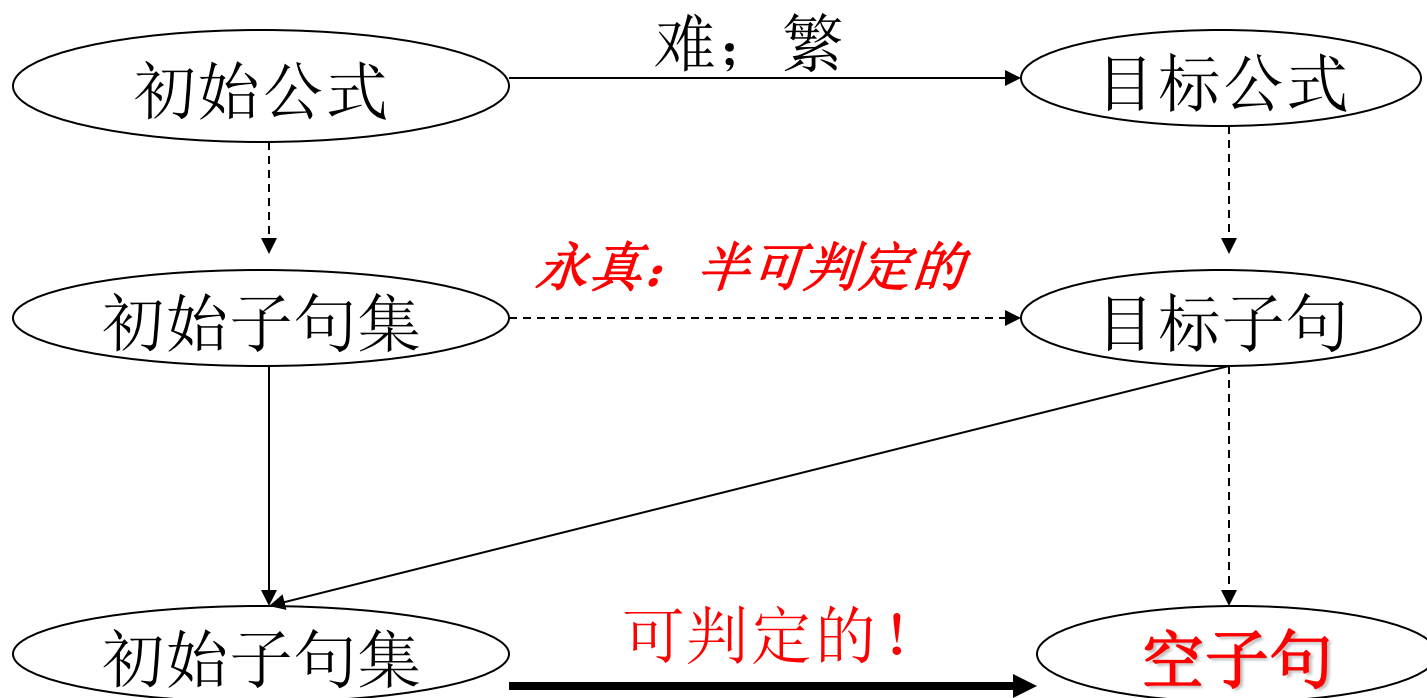 难；繁
初始公式
目标公式
永真：半可判定的
初始子句集
目标子句
可判定的！
初始子句集
空子句